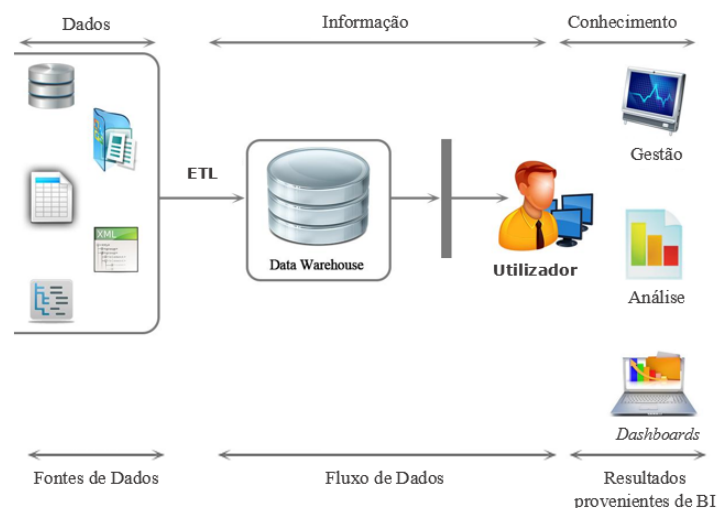 Dados
Informação
Conhecimento
Gestão
ETL
XML
Data Warehouse
Utilizador
Análise
Dashboards
Fontes de Dados
Fluxo de Dados
Resultados
provenientes de BI